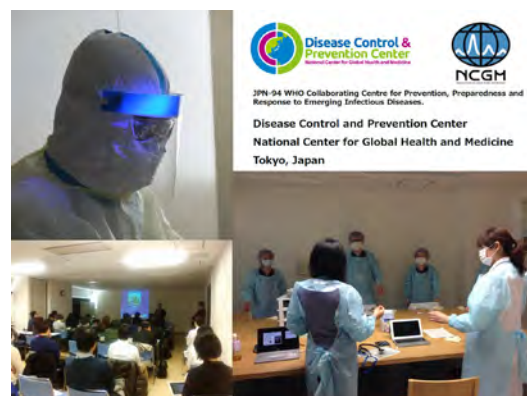 Disease Control &
Prevention Center
National Center for Global Health and Medicine
NCGM
JPN-94 WHO Collaborating Centre for Prevention, Preparedness and
Response to Emerging Infectious Diseases.
Disease Control and Prevention Center
National Center for Global Health and Medicine
Tokyo, Japan